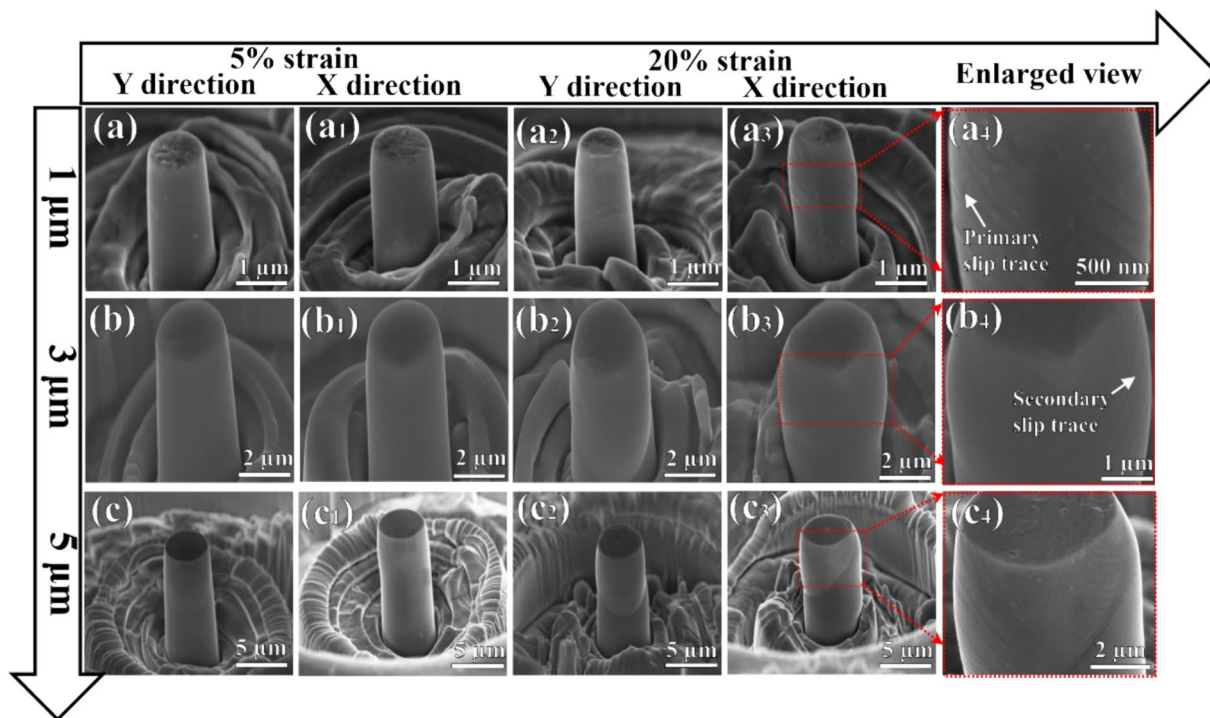 5% strain
20% strain
Y direction
X direction
Y direction
X direction
Enlarged view
1 μm
(a)
1 μm
(a1)
1 μm
(a2)
1 μm
(a3)
1 μm
(a4)
Primary
slip trace
500 nm
3 μm
(b)
2 μm
(b1)
2 μm
(b2)
2 μm
(b3)
2 μm
(b4)
Secondary
slip trace
1 μm
5 μm
(c)
5 μm
(c1)
5 μm
(c2)
5 μm
(c3)
5 μm
(c4)
2 μm